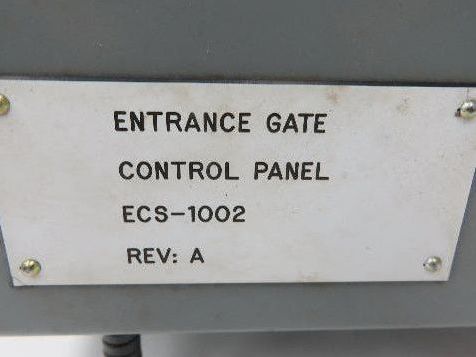 ENTRANCE GATE
CONTROL PANEL
ECS-1002
REV: A